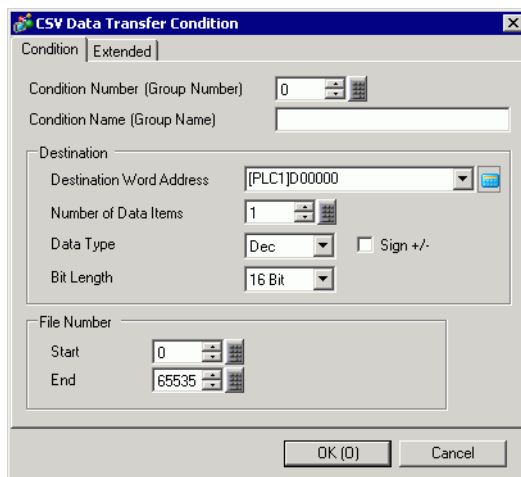 CSV Data Transfer Condition
Condition Extended
Condition Number (Group Number) 0
Condition Name (Group Name)
Destination
Destination Word Address [PLC1]D00000
Number of Data Items 1
Data Type Dec Sign +/-
Bit Length 16 Bit
File Number
Start 0
End 65535
OK (O) Cancel